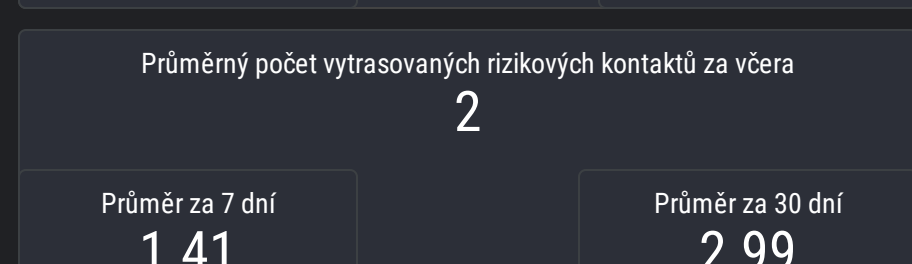 Průměrný počet vytrasovaných rizikových kontaktů za včera
2
Průměr za 7 dní
Průměr za 30 dní
1.41
2.99